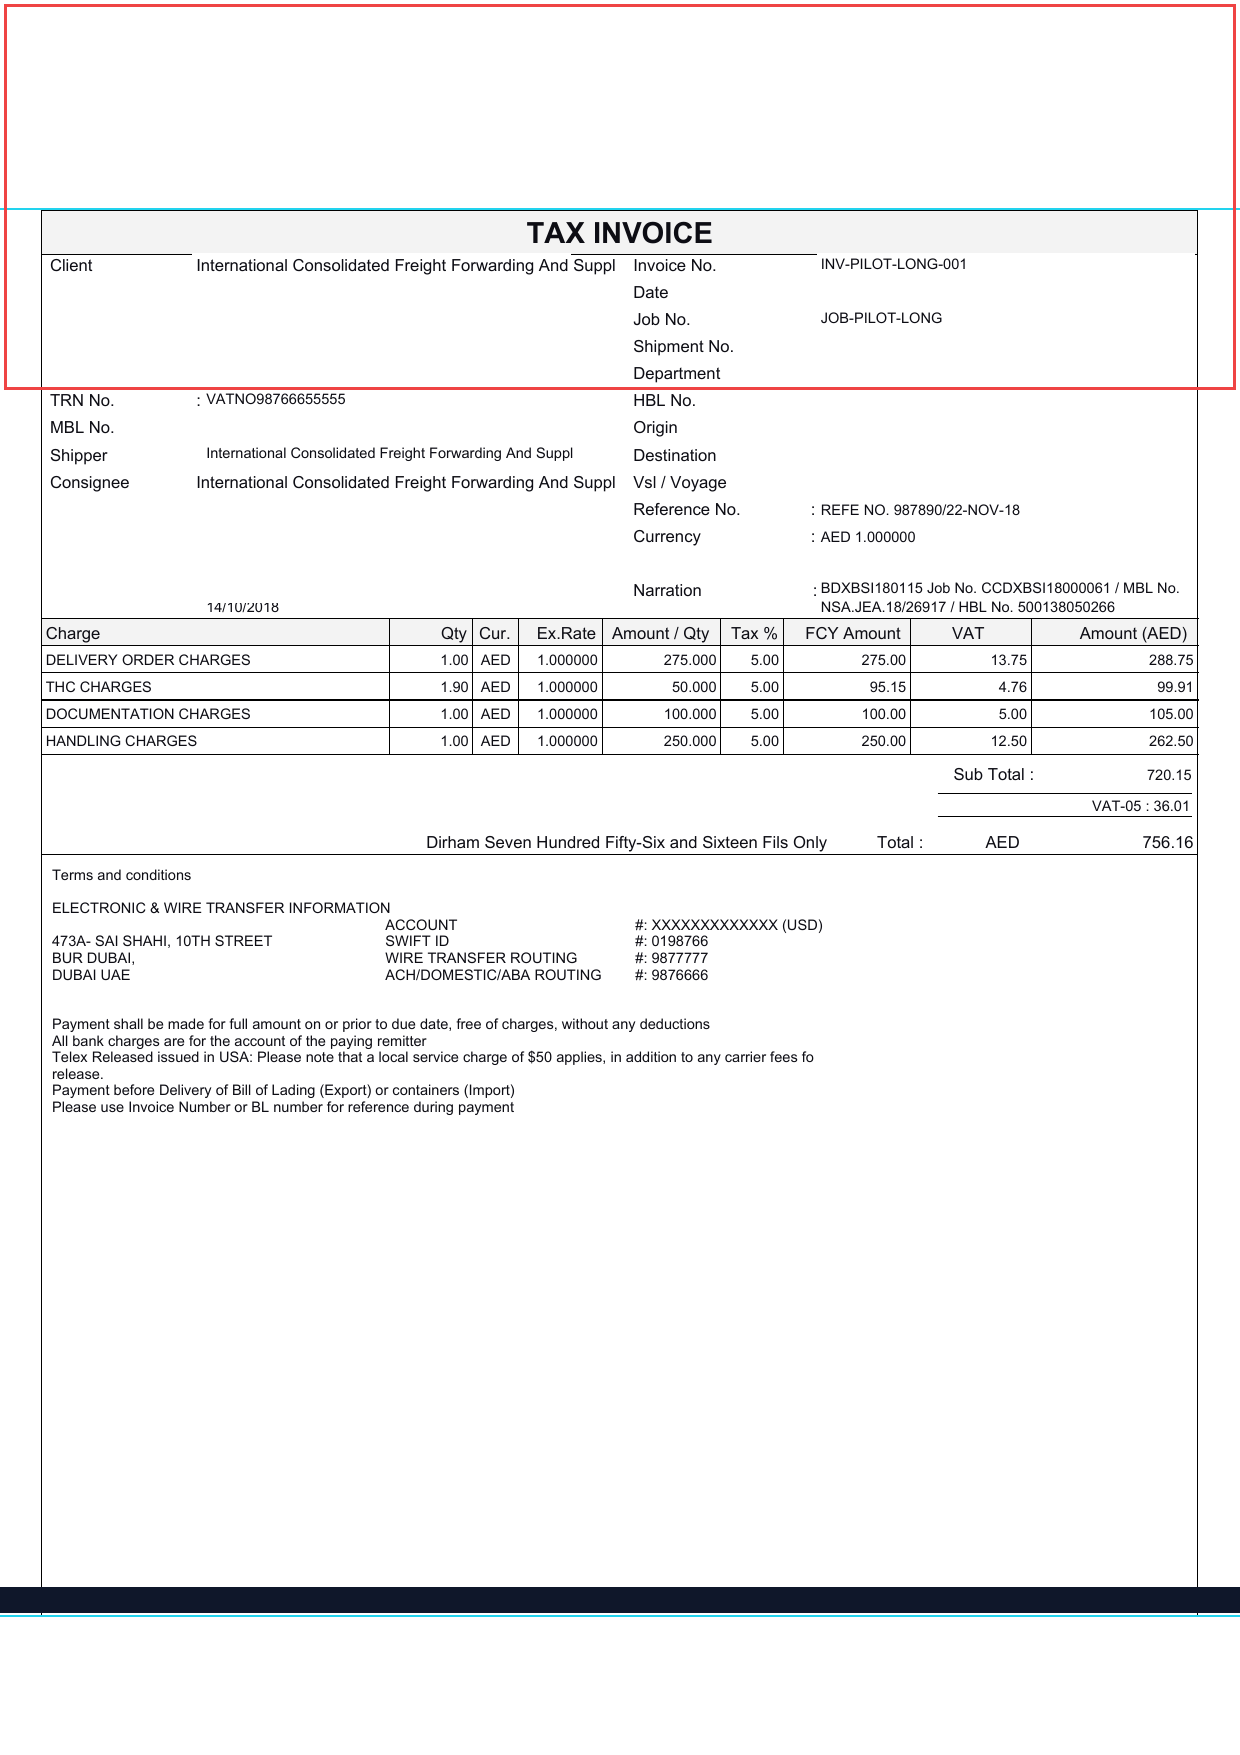 TAX INVOICE
Client International Consolidated Freight Forwarding And Suppl Invoice No. INV-PILOT-LONG-001
Date
Job No. JOB-PILOT-LONG
Shipment No.
Department
TRN No. : VATNO98766655555 HBL No.
MBL No. Origin
Shipper International Consolidated Freight Forwarding And Suppl Destination
Consignee International Consolidated Freight Forwarding And Suppl Vsl / Voyage
Reference No. : REFE NO. 987890/22-NOV-18
Currency : AED 1.000000
Narration : BDXBSI180115 Job No. CCDXBSI18000061 / MBL No.
14/10/2018 NSA.JEA.18/26917 / HBL No. 500138050266
Charge Qty Cur. Ex.Rate Amount / Qty Tax % FCY Amount VAT Amount (AED)
DELIVERY ORDER CHARGES 1.00 AED 1.000000 275.000 5.00 275.00 13.75 288.75
THC CHARGES 1.90 AED 1.000000 50.000 5.00 95.15 4.76 99.91
DOCUMENTATION CHARGES 1.00 AED 1.000000 100.000 5.00 100.00 5.00 105.00
HANDLING CHARGES 1.00 AED 1.000000 250.000 5.00 250.00 12.50 262.50
Sub Total : 720.15
VAT-05 : 36.01
Dirham Seven Hundred Fifty-Six and Sixteen Fils Only Total : AED 756.16
Terms and conditions
ELECTRONIC & WIRE TRANSFER INFORMATION
ACCOUNT #: XXXXXXXXXXXXX (USD)
473A- SAI SHAHI, 10TH STREET SWIFT ID #: 0198766
BUR DUBAI, WIRE TRANSFER ROUTING #: 9877777
DUBAI UAE ACH/DOMESTIC/ABA ROUTING #: 9876666
Payment shall be made for full amount on or prior to due date, free of charges, without any deductions
All bank charges are for the account of the paying remitter
Telex Released issued in USA: Please note that a local service charge of $50 applies, in addition to any carrier fees fo
release.
Payment before Delivery of Bill of Lading (Export) or containers (Import)
Please use Invoice Number or BL number for reference during payment